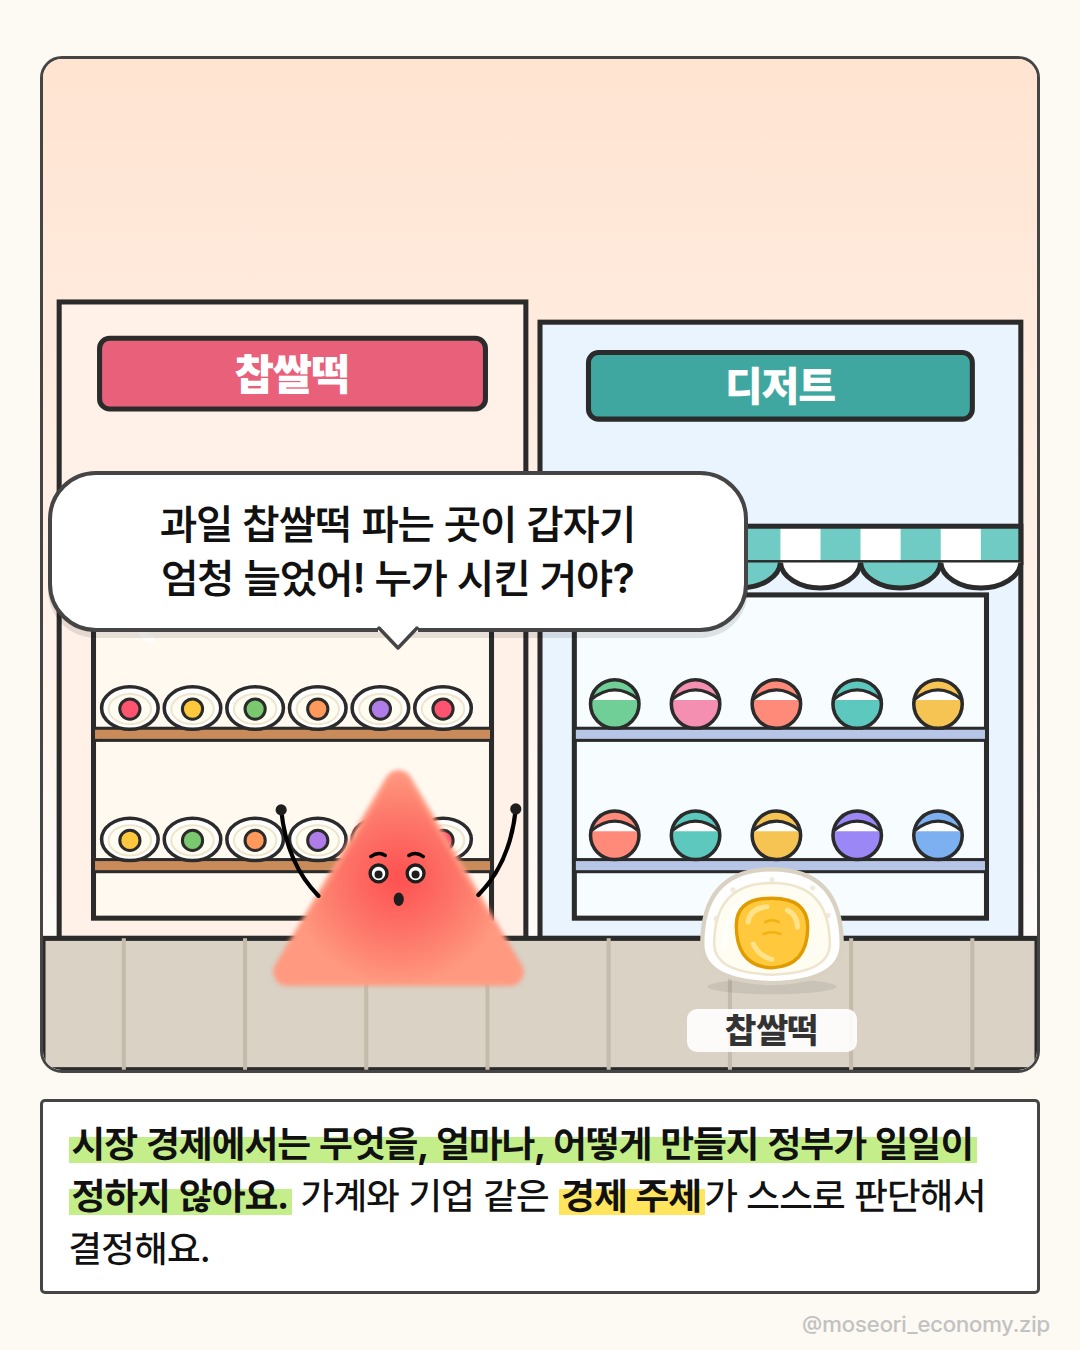 찹쌀떡
디저트
과일 찹쌀떡 파는 곳이 갑자기
엄청 늘었어! 누가 시킨 거야?
찹쌀떡
시장 경제에서는 무엇을, 얼마나, 어떻게 만들지 정부가 일일이
정하지 않아요. 가계와 기업 같은 경제 주체가 스스로 판단해서
결정해요.
@moseori_economy.zip